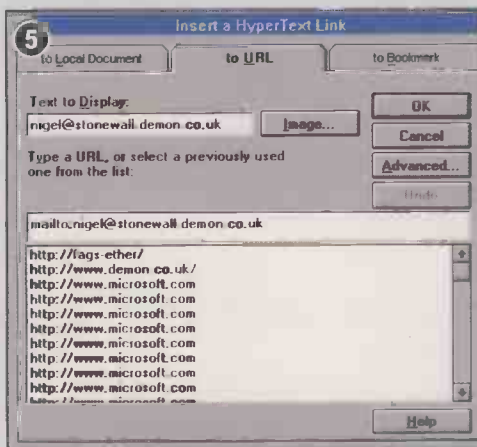 5
Insert a HyperText Link
to Local Document
to URL
to Bookmark
Text to Display:
nigel@stonewall.demon.co.uk
Image...
OK
Cancel
Advanced...
Undo
Type a URL, or select a previously used
one from the list:
mailto:nigel@stonewall.demon.co.uk
http://fags-ether/
http://www.demon.co.uk/
http://www.microsoft.com
http://www.microsoft.com
http://www.microsoft.com
http://www.microsoft.com
http://www.microsoft.com
http://www.microsoft.com
http://www.microsoft.com
http://www.microsoft.com
Help